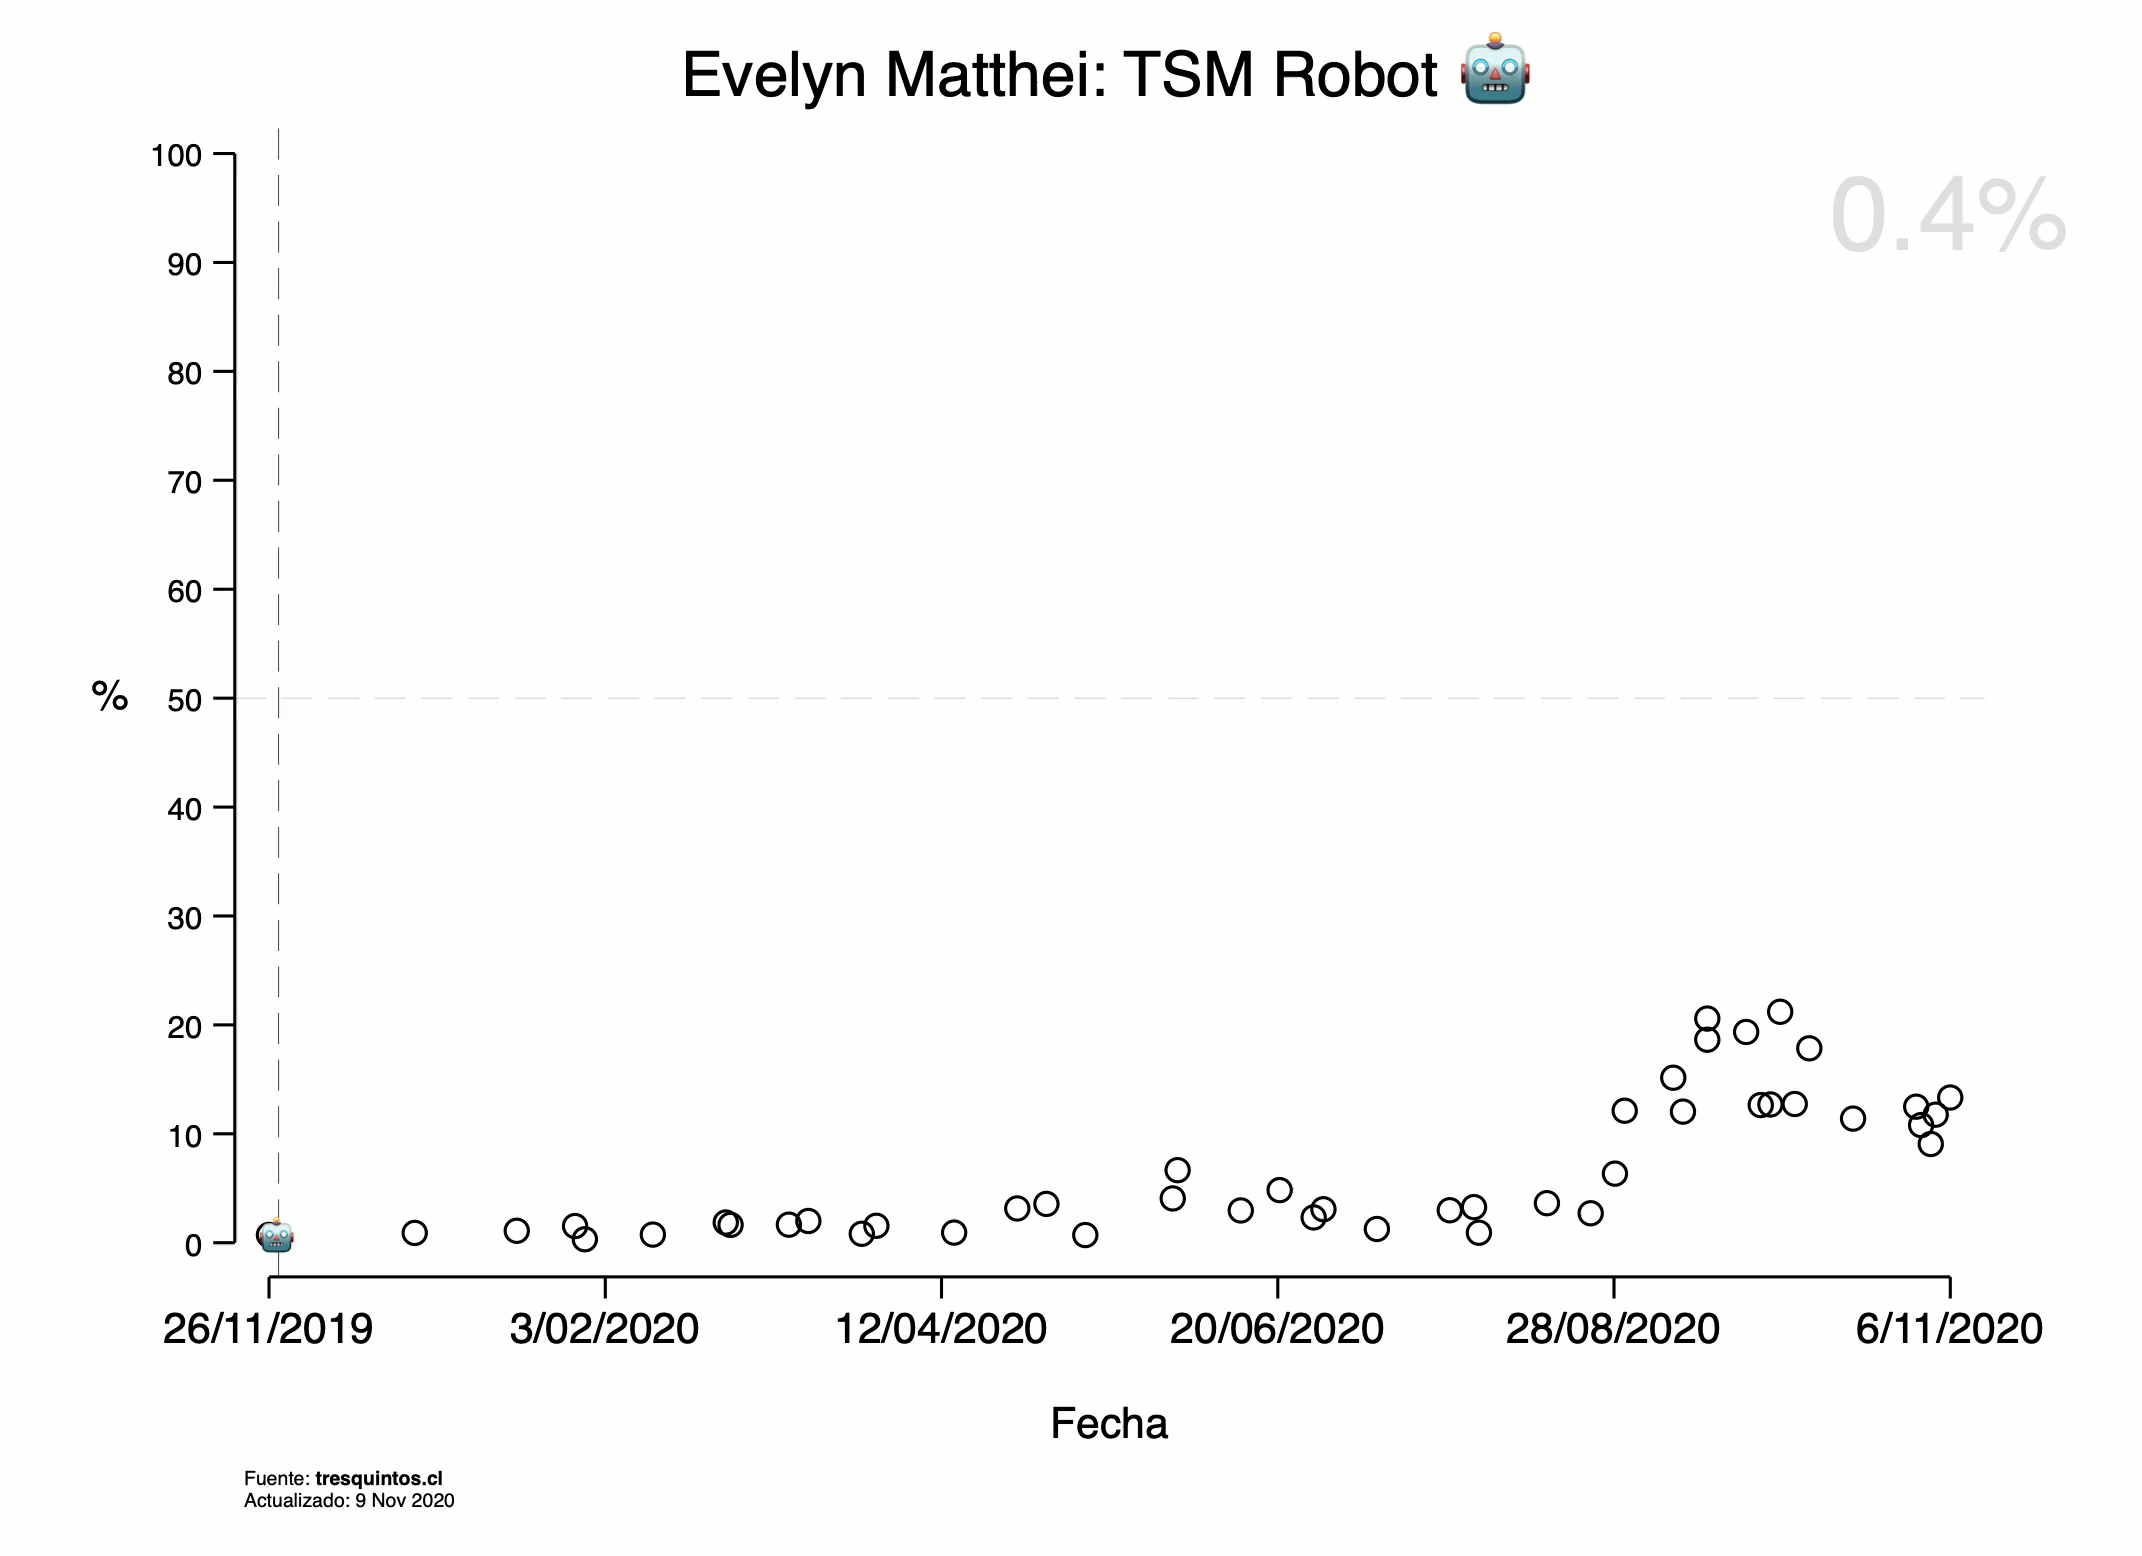 Evelyn Matthei: TSM Robot 🤖
0.4%
100
90
80
70
60
50
40
30
20
10
0
%
26/11/2019 3/02/2020 12/04/2020 20/06/2020 28/08/2020 6/11/2020
Fecha
Fuente: tresquintos.cl
Actualizado: 9 Nov 2020